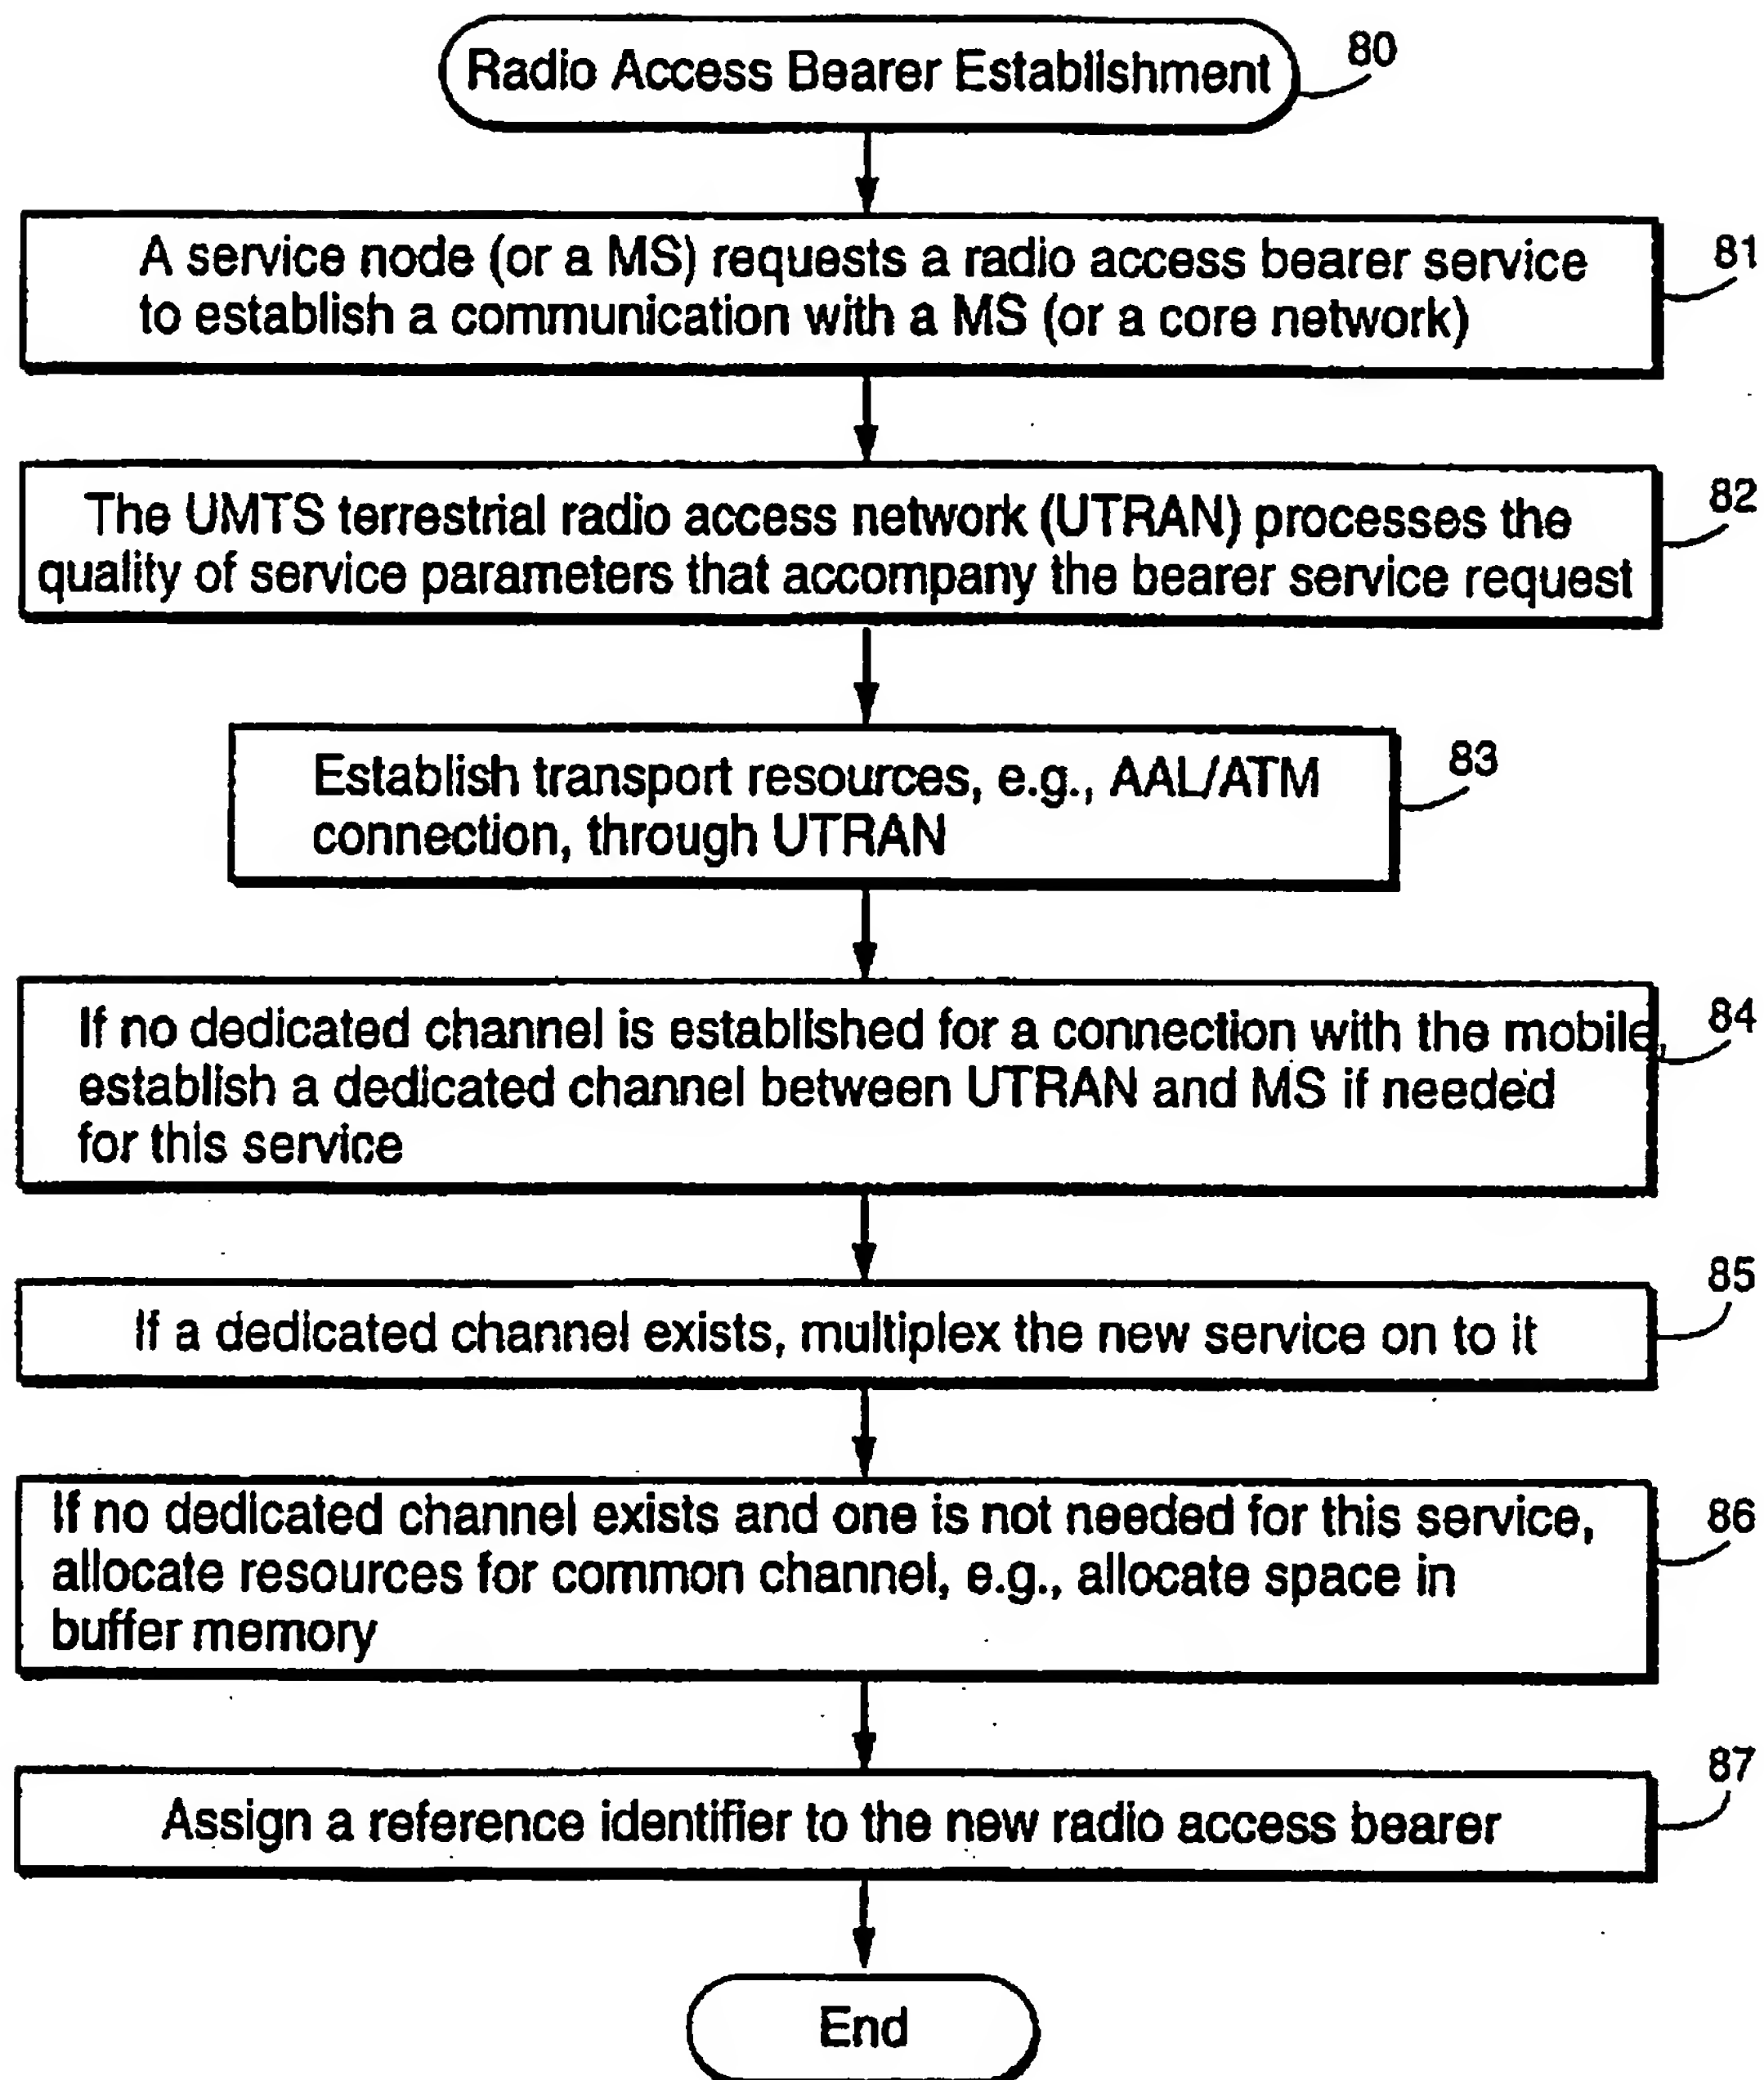 Radio Access Bearer Establishment
80
A service node (or a MS) requests a radio access bearer service
to establish a communication with a MS (or a core network)
81
The UMTS terrestrial radio access network (UTRAN) processes the
quality of service parameters that accompany the bearer service request
82
Establish transport resources, e.g., AAL/ATM
connection, through UTRAN
83
If no dedicated channel is established for a connection with the mobile,
establish a dedicated channel between UTRAN and MS if needed
for this service
84
If a dedicated channel exists, multiplex the new service on to it
85
If no dedicated channel exists and one is not needed for this service,
allocate resources for common channel, e.g., allocate space in
buffer memory
86
Assign a reference identifier to the new radio access bearer
87
End